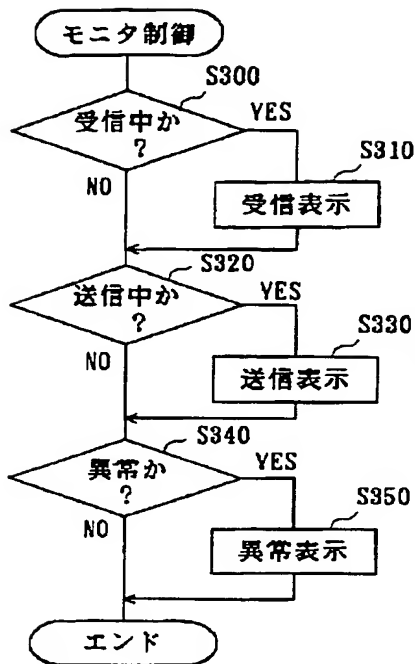 モニタ制御
S300
受信中か
?
YES
NO
S310
受信表示
S320
送信中か
?
YES
NO
S330
送信表示
S340
異常か
?
YES
NO
S350
異常表示
エンド